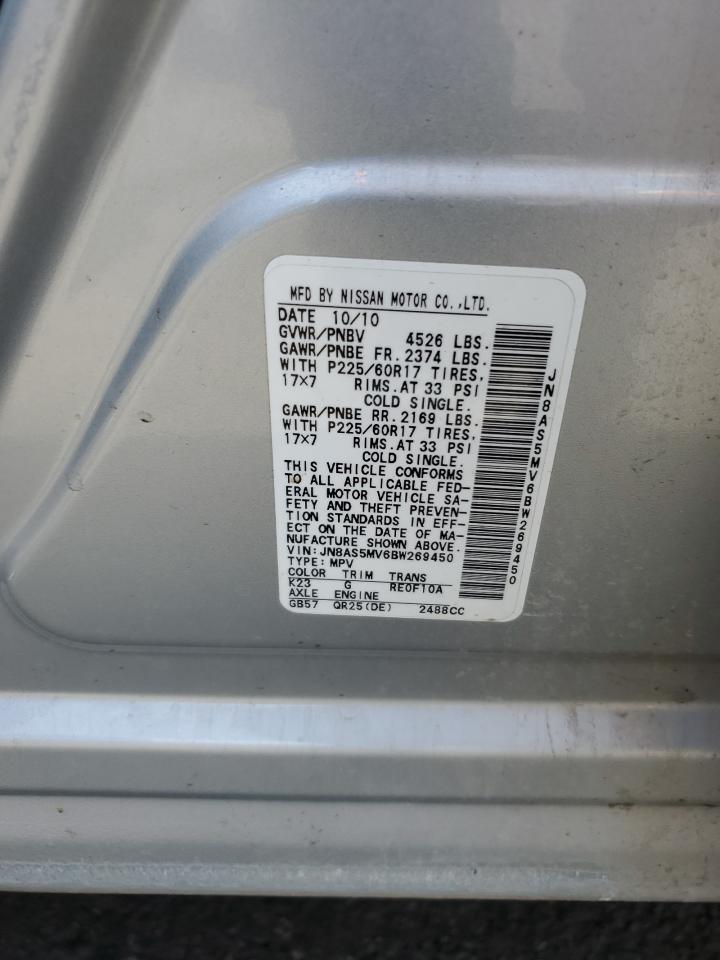 MFD BY NISSAN MOTOR CO.,LTD.
DATE 10/10
GVWR/PNBV 4526 LBS.
GAWR/PNBE FR. 2374 LBS.
WITH P225/60R17 TIRES,
17×7 RIMS.AT 33 PSI
COLD SINGLE.
GAWR/PNBE RR. 2169 LBS.
WITH P225/60R17 TIRES,
17×7 RIMS.AT 33 PSI
COLD SINGLE.
THIS VEHICLE CONFORMS
TO ALL APPLICABLE FED-
ERAL MOTOR VEHICLE SA-
FETY AND THEFT PREVEN-
TION STANDARDS IN EFF-
ECT ON THE DATE OF MA-
NUFACTURE SHOWN ABOVE.
VIN: JN8AS5MV6BW269450
TYPE: MPV
COLOR TRIM TRANS
K23 G RE0F10A
AXLE ENGINE
GB57 QR25(DE) 2488CC
JN8AS5MV6BW269450